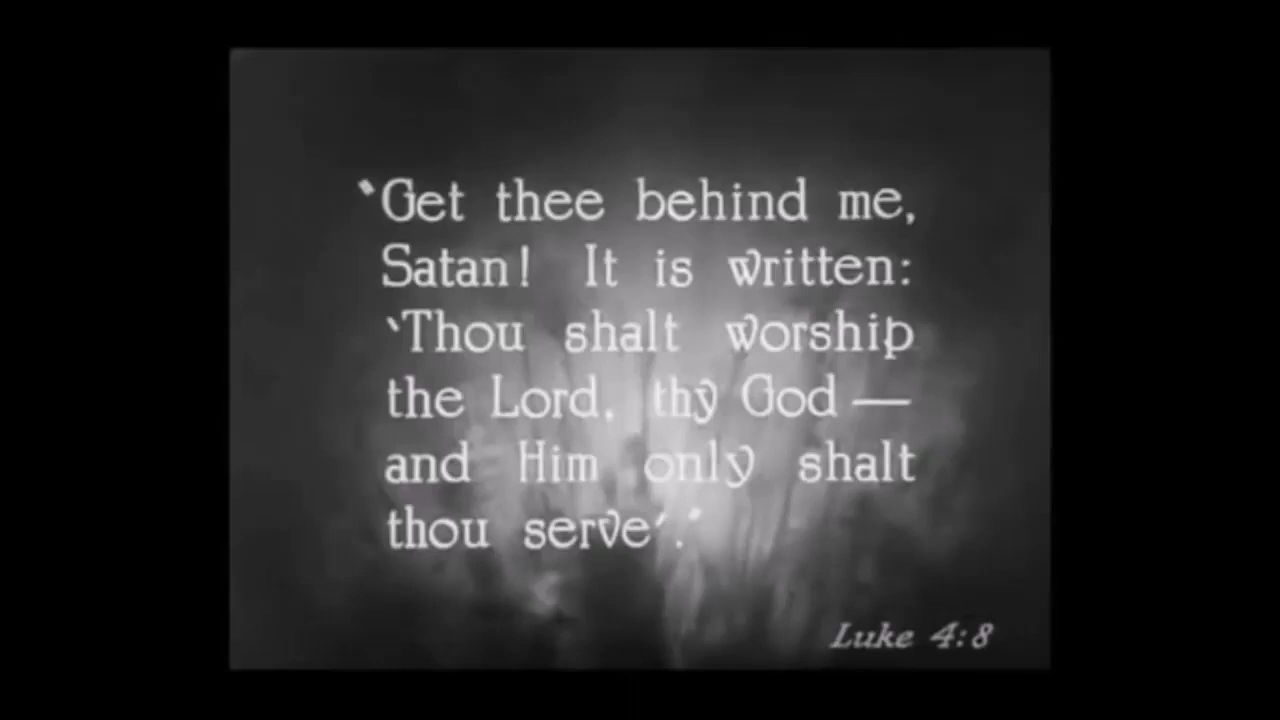 “Get thee behind me,
Satan! It is written:
‘Thou shalt worship
the Lord, thy God —
and Him only shalt
thou serve’.”
Luke 4:8